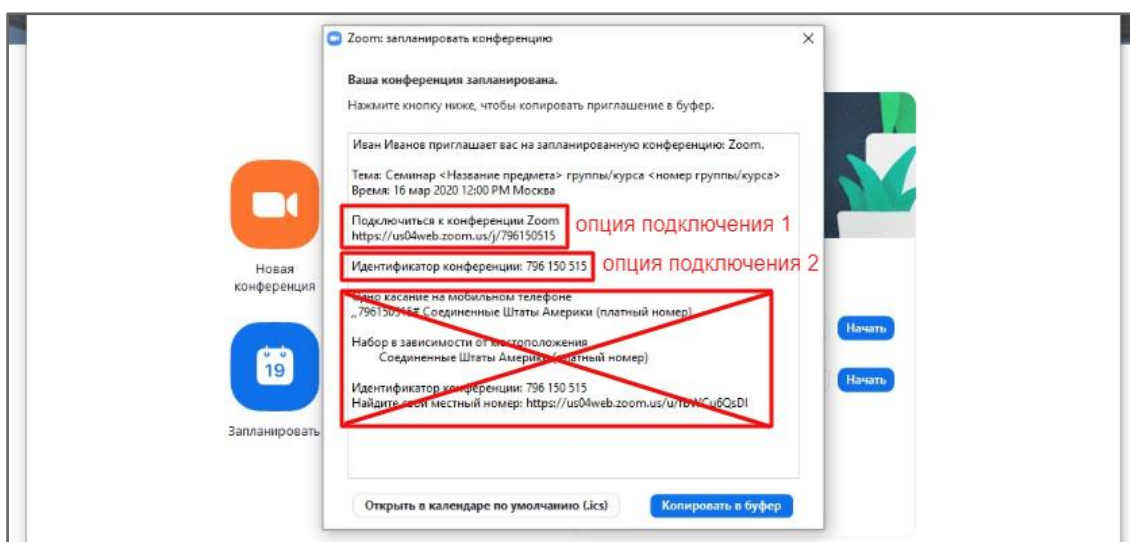 Zoom: запланировать конференцию
Ваша конференция запланирована.
Нажмите кнопку ниже, чтобы копировать приглашение в буфер.
Иван Иванов приглашает вас на запланированную конференцию: Zoom.
Тема: Семинар <Название предмета> группы/курса <номер группы/курса>
Время: 16 мар 2020 12:00 PM Москва
Подключиться к конференции Zoom
https://us04web.zoom.us/j/796150515
опция подключения 1
Идентификатор конференции: 796 150 515
опция подключения 2
Одно касание на мобильном телефоне
,,796150515# Соединенные Штаты Америки (платный номер)
Набор в зависимости от местоположения
Соединенные Штаты Америки (платный номер)
Идентификатор конференции: 796 150 515
Найдите свой местный номер:
Открыть в календаре по умолчанию (.ics)
Копировать в буфер
Новая
конференция
19
Запланировать
Начать
Начать